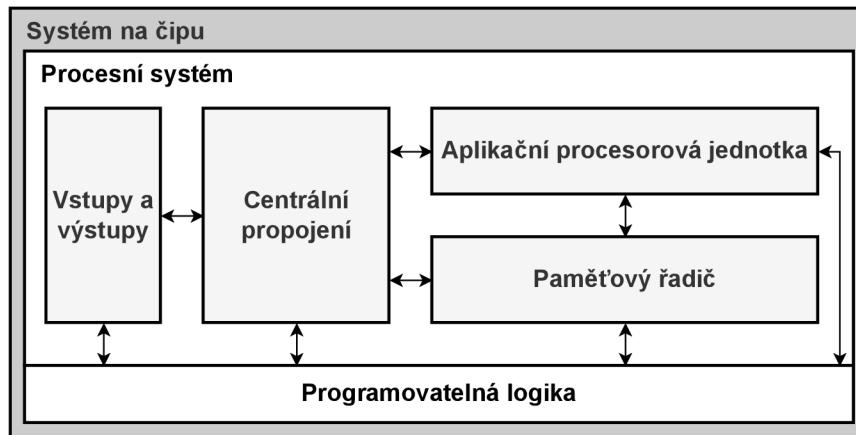 Systém na čipu
Procesní systém
Vstupy a
výstupy
Centrální
propojení
Aplikační procesorová jednotka
Paměťový řadič
Programovatelná logika